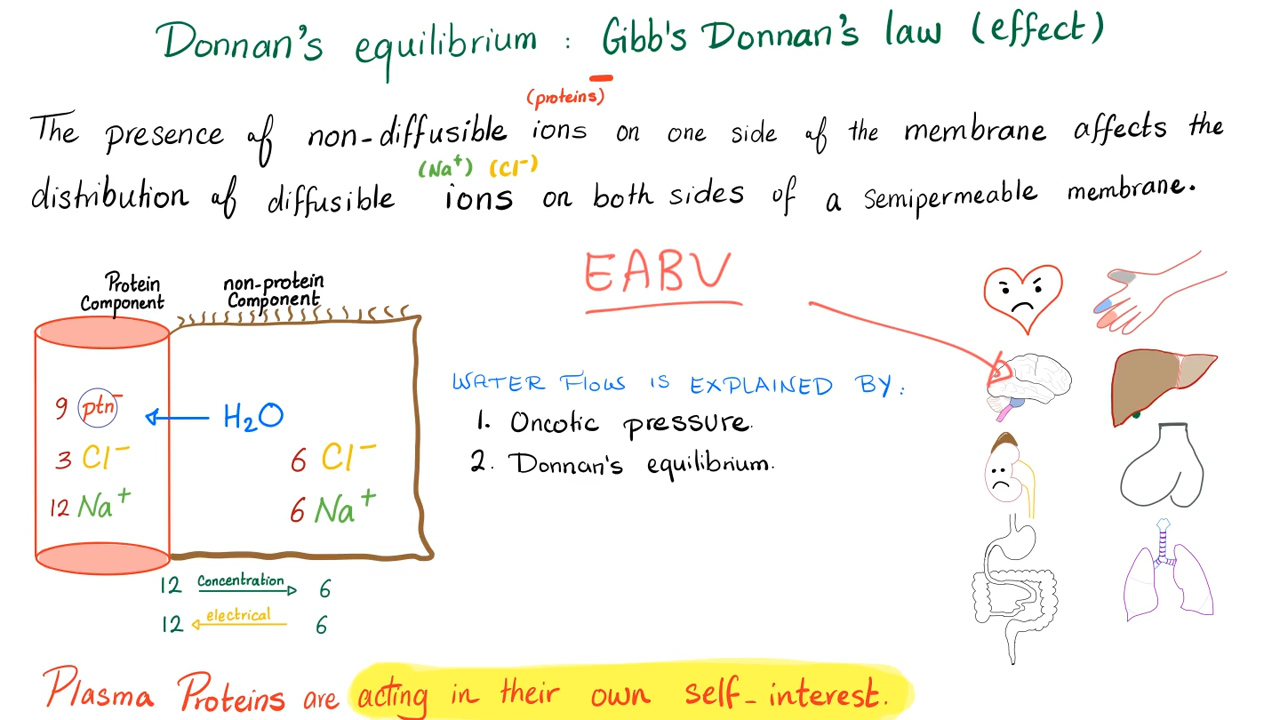 Donnan's equilibrium : Gibb's Donnan's law (effect)
(proteins)
The presence of non-diffusible ions on one side of the membrane affects the
(Na⁺) (Cl⁻)
distribution of diffusible ions on both sides of a semipermeable membrane.
Protein Component
non-protein Component
EABV
WATER FLOW IS EXPLAINED BY:
1. Oncotic pressure.
2. Donnan's equilibrium.
9 ptn⁻
H₂O
3 Cl⁻
6 Cl⁻
12 Na⁺
6 Na⁺
12 Concentration 6
12 electrical 6
Plasma Proteins are acting in their own self-interest.